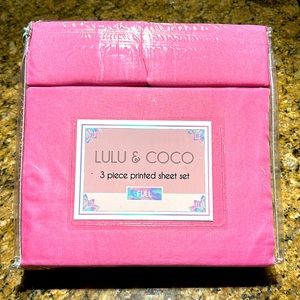 LULU & COCO
3 piece printed sheet set
FULL